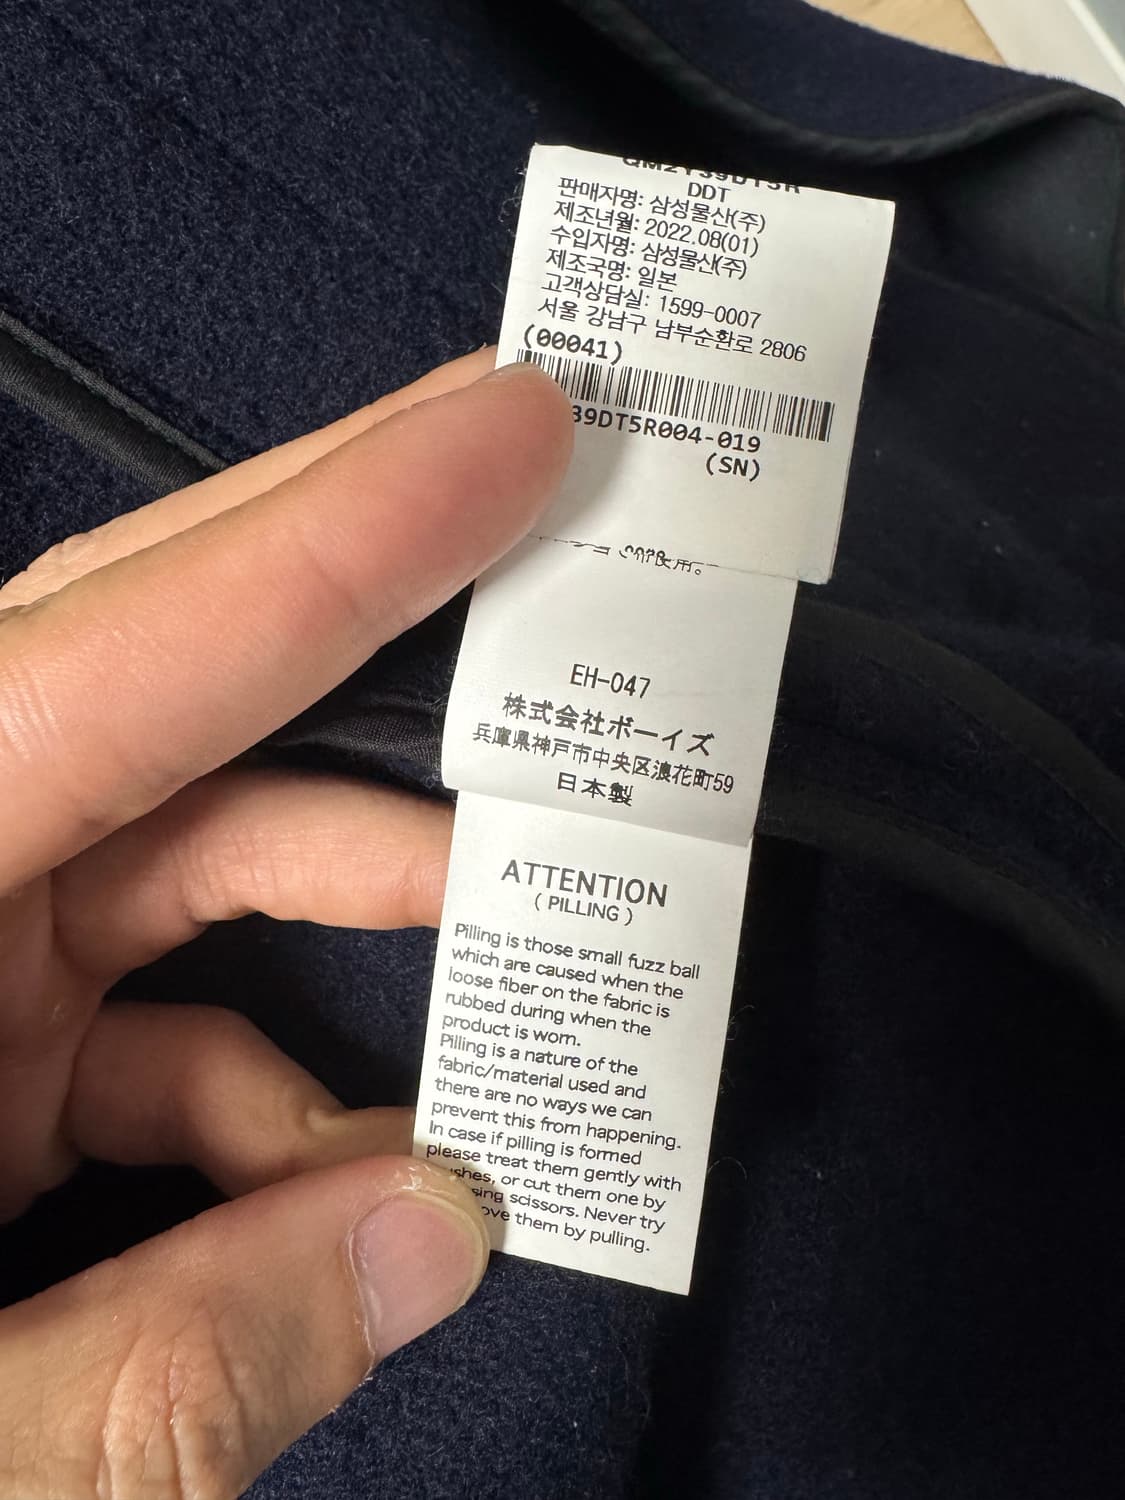 DDT
판매자명: 삼성물산(주)
제조년월: 2022.08(01)
수입자명: 삼성물산(주)
제조국명: 일본
고객상담실: 1599-0007
서울 강남구 남부순환로 2806
(00041)
39DT5R004-019
(SN)
使用。
EH-047
株式会社ボーイズ
兵庫県神戸市中央区浪花町59
日本製
ATTENTION
( PILLING )
Pilling is those small fuzz ball
which are caused when the
loose fiber on the fabric is
rubbed during when the
product is worn.
Pilling is a nature of the
fabric/material used and
there are no ways we can
prevent this from happening.
In case if pilling is formed
please treat them gently with
shes, or cut them one by
sing scissors. Never try
ove them by pulling.